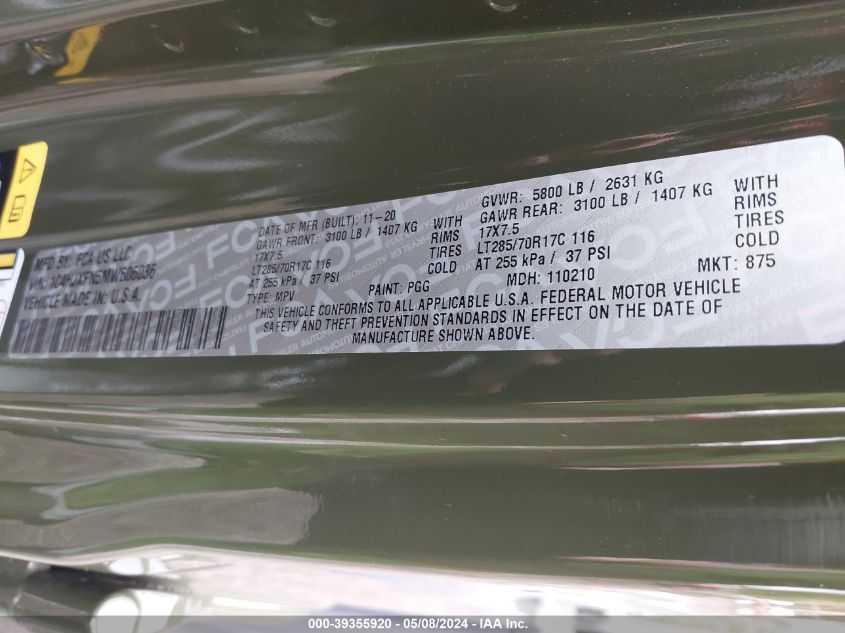 MFD BY: FCA US LLC
VIN: 1C4HJXFN6MW606036
VEHICLE MADE IN U.S.A.
DATE OF MFR (BUILT): 11-20
GAWR FRONT: 3100 LB / 1407 KG WITH
17X7.5 RIMS
LT285/70R17C 116 TIRES
AT 255 kPa / 37 PSI COLD
TYPE: MPV
PAINT: PGG
GVWR: 5800 LB / 2631 KG
GAWR REAR: 3100 LB / 1407 KG WITH
17X7.5 RIMS
LT285/70R17C 116 TIRES
AT 255 kPa / 37 PSI COLD
MDH: 110210 MKT: 875
THIS VEHICLE CONFORMS TO ALL APPLICABLE U.S.A. FEDERAL MOTOR VEHICLE
SAFETY AND THEFT PREVENTION STANDARDS IN EFFECT ON THE DATE OF
MANUFACTURE SHOWN ABOVE.
000-39355920 - 05/08/2024 - IAA Inc.